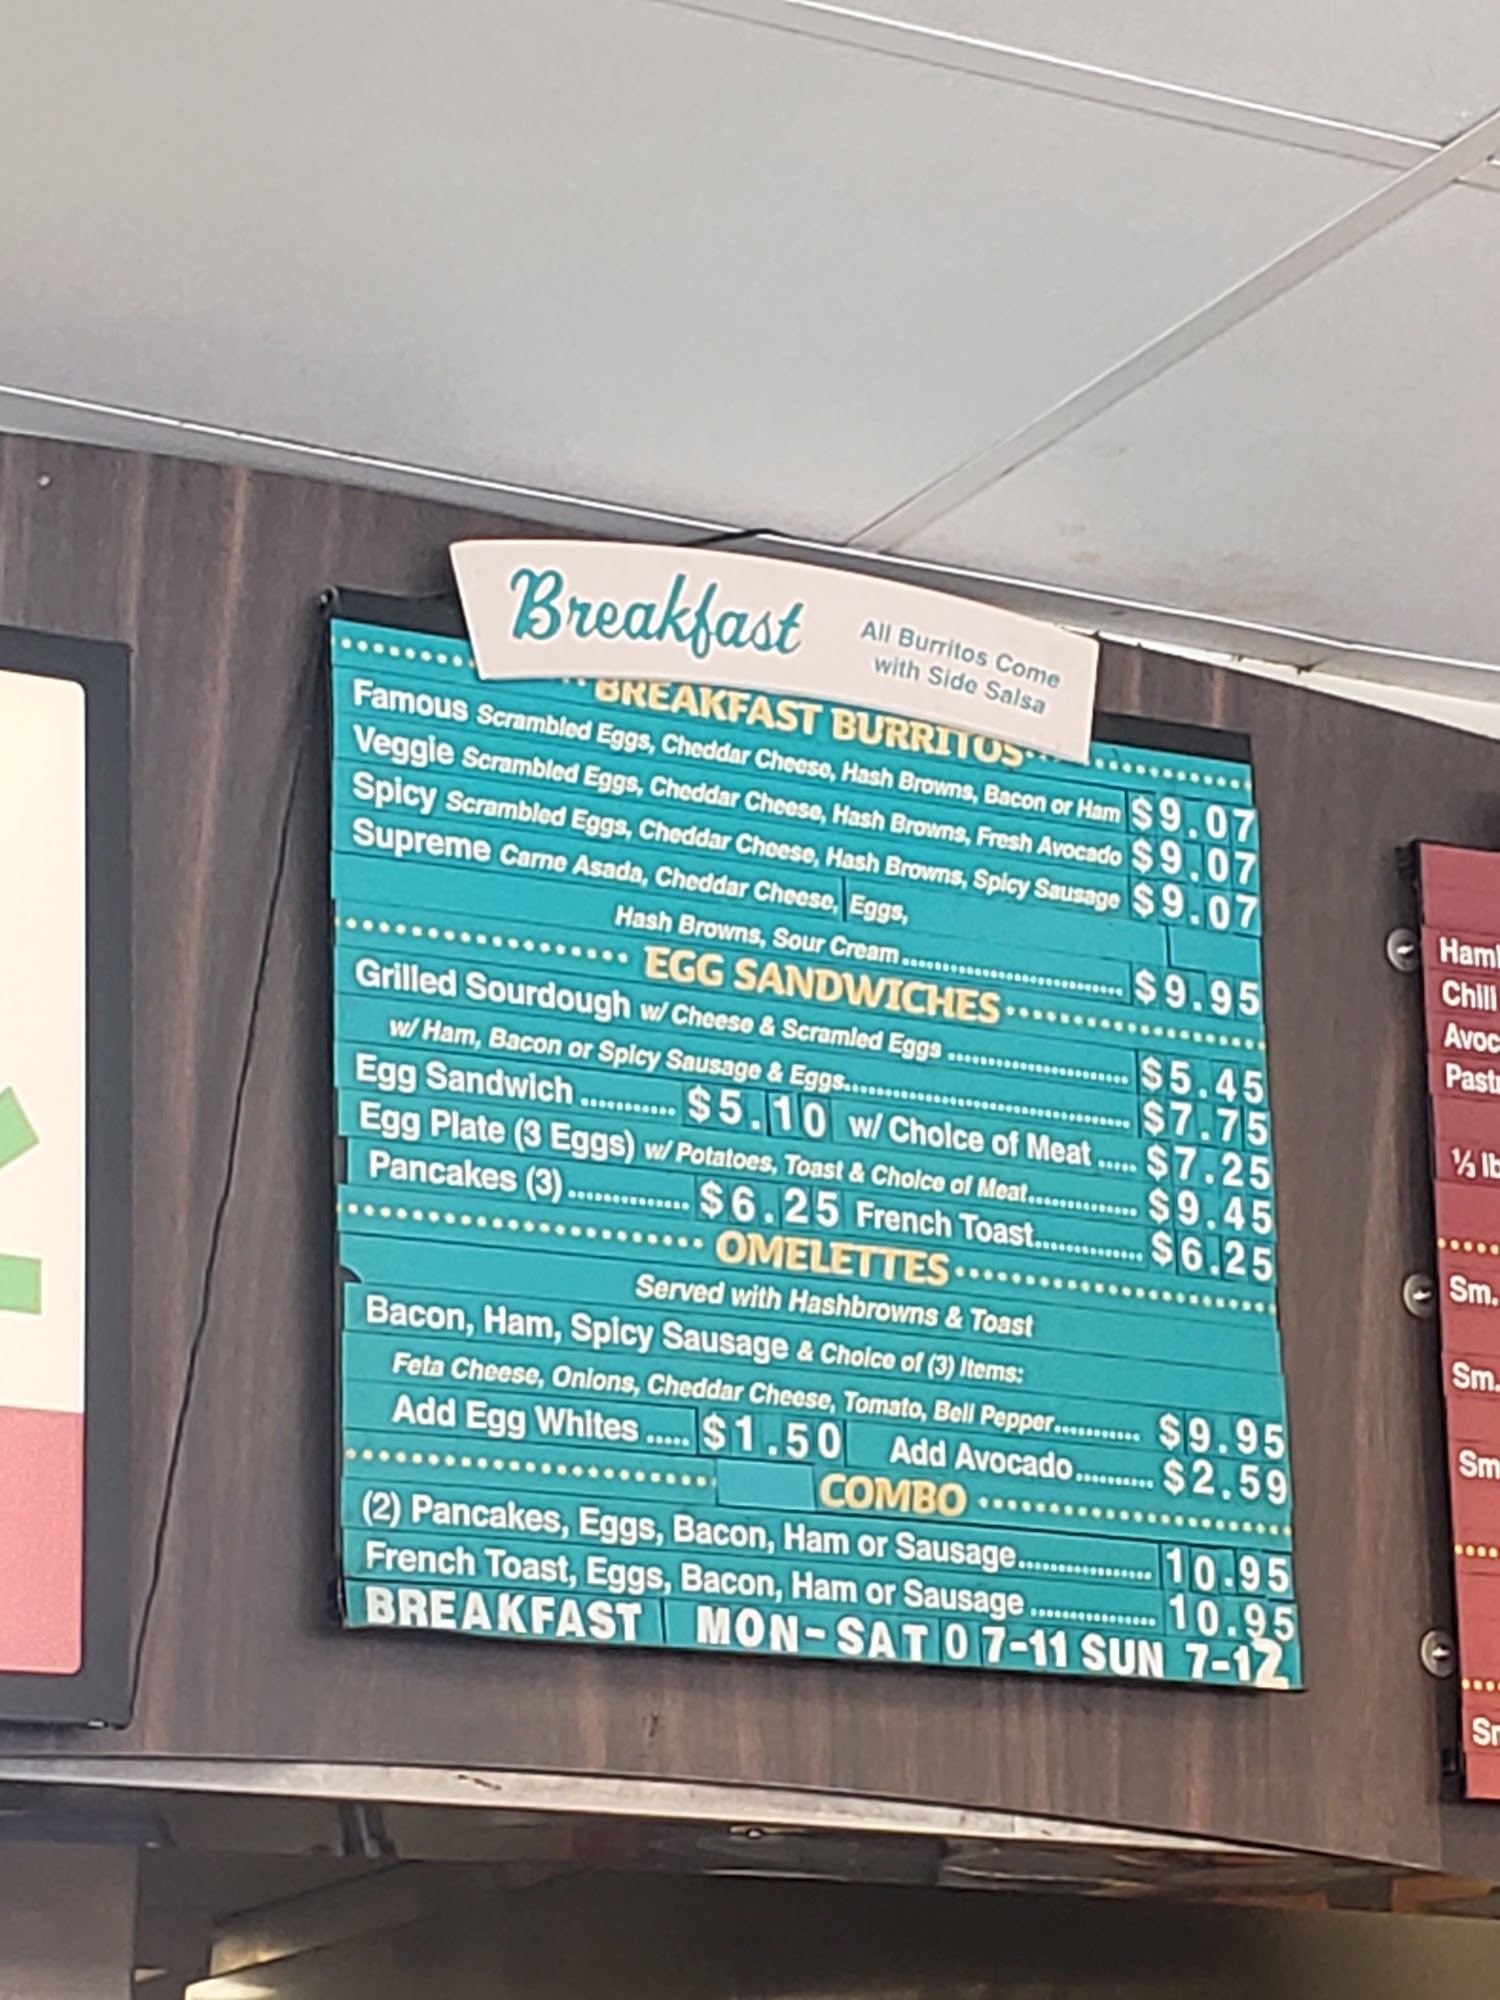 Breakfast
All Burritos Come
with Side Salsa
BREAKFAST BURRITOS
Famous Scrambled Eggs, Cheddar Cheese, Hash Browns, Bacon or Ham $9.07
Veggie Scrambled Eggs, Cheddar Cheese, Hash Browns, Fresh Avocado $9.07
Spicy Scrambled Eggs, Cheddar Cheese, Hash Browns, Spicy Sausage $9.07
Supreme Carne Asada, Cheddar Cheese, Eggs,
Hash Browns, Sour Cream $9.95
EGG SANDWICHES
Grilled Sourdough w/ Cheese & Scramled Eggs $5.45
w/ Ham, Bacon or Spicy Sausage & Eggs $7.75
Egg Sandwich $5.10 w/ Choice of Meat $7.25
Egg Plate (3 Eggs) w/ Potatoes, Toast & Choice of Meat $9.45
Pancakes (3) $6.25 French Toast $6.25
OMELETTES
Served with Hashbrowns & Toast
Bacon, Ham, Spicy Sausage & Choice of (3) Items:
Feta Cheese, Onions, Cheddar Cheese, Tomato, Bell Pepper $9.95
Add Egg Whites $1.50 Add Avocado $2.59
COMBO
(2) Pancakes, Eggs, Bacon, Ham or Sausage 10.95
French Toast, Eggs, Bacon, Ham or Sausage 10.95
BREAKFAST MON-SAT 0 7-11 SUN 7-12
Chili
⅓ lb
Sm.
Sm.